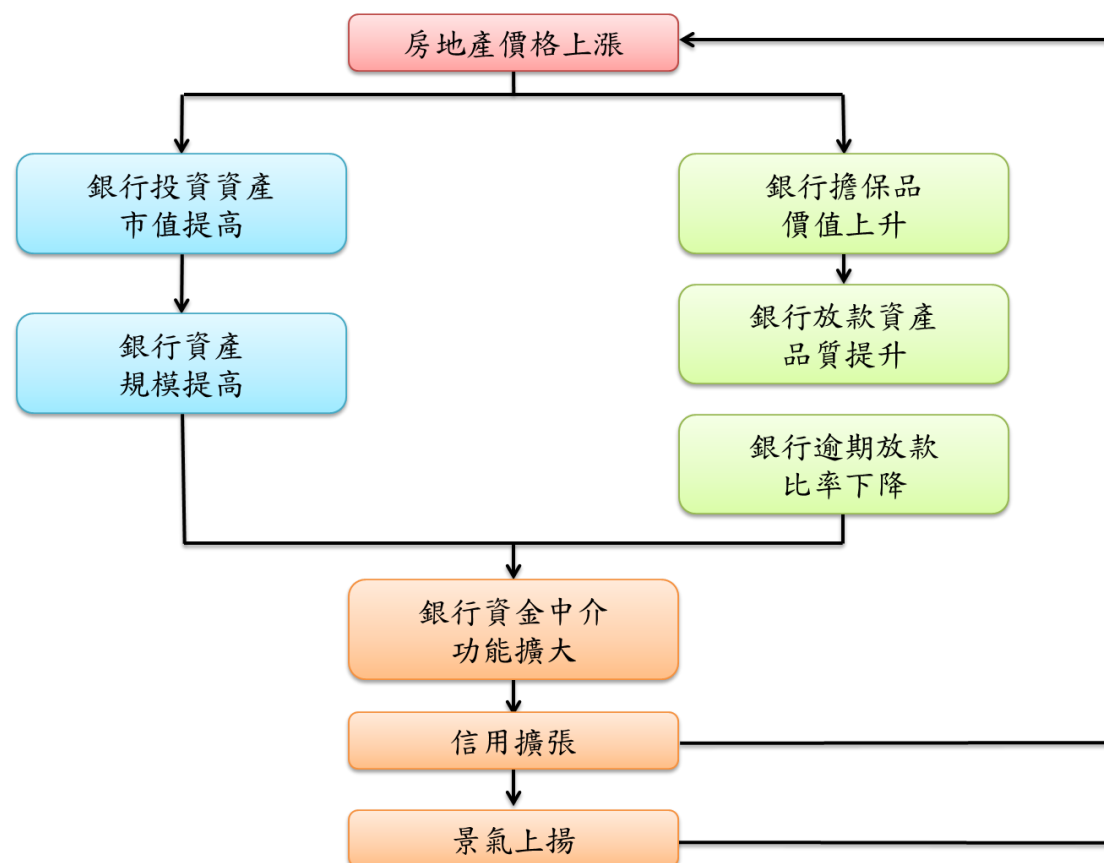 房地產價格上漲
銀行投資資產
市值提高
銀行資產
規模提高
銀行擔保品
價值上升
銀行放款資產
品質提升
銀行逾期放款
比率下降
銀行資金中介
功能擴大
信用擴張
景氣上揚